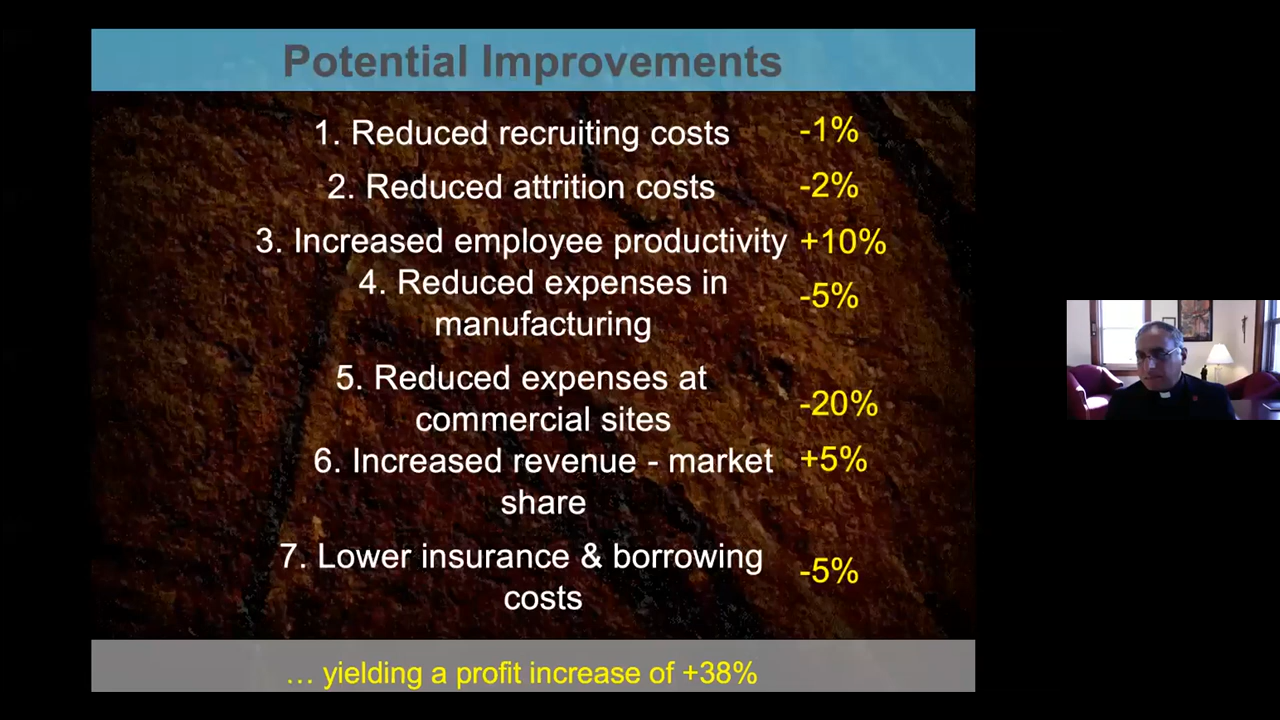 Potential Improvements
1. Reduced recruiting costs -1%
2. Reduced attrition costs -2%
3. Increased employee productivity +10%
4. Reduced expenses in
manufacturing -5%
5. Reduced expenses at
commercial sites -20%
6. Increased revenue - market +5%
share
7. Lower insurance & borrowing
costs -5%
… yielding a profit increase of +38%